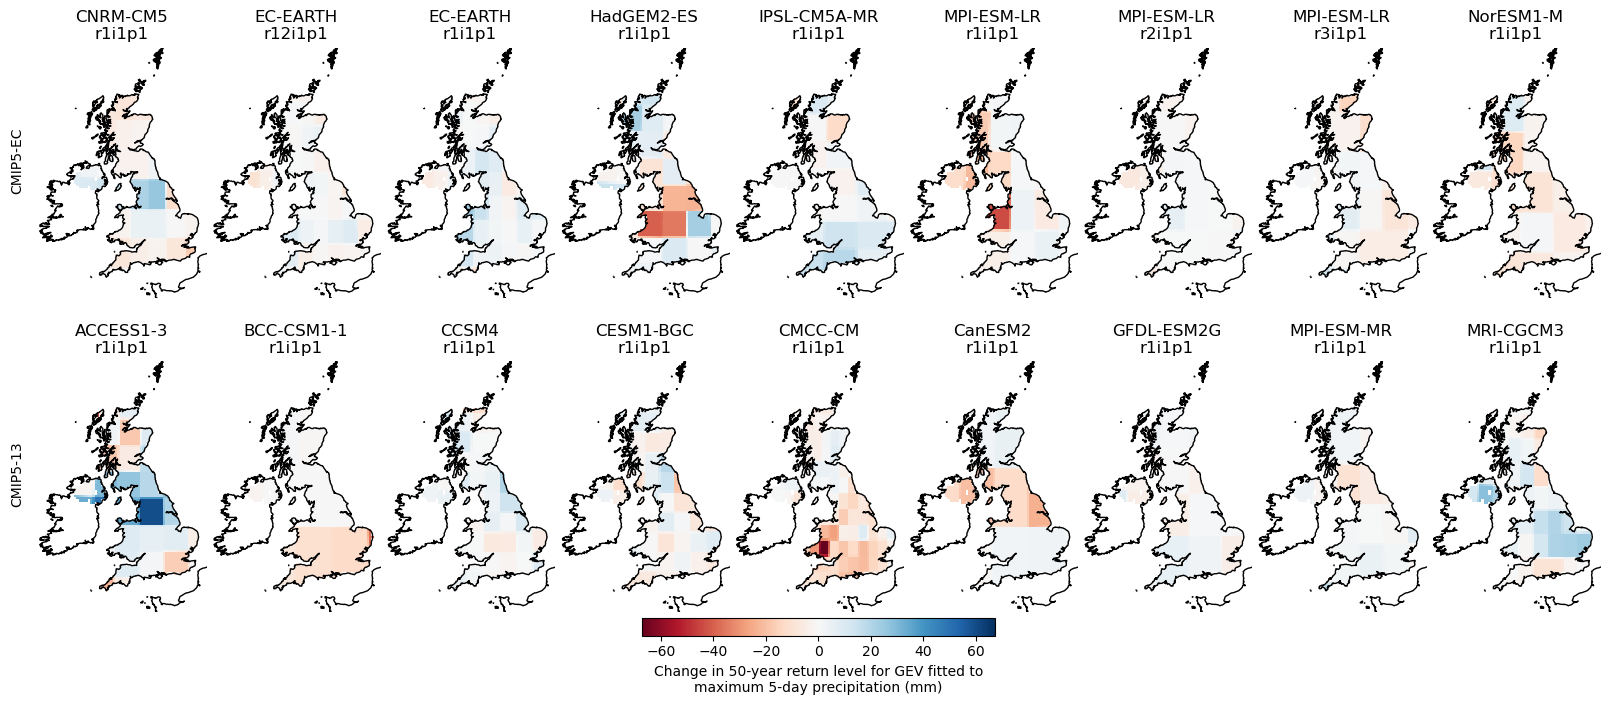 CNRM-CM5 EC-EARTH EC-EARTH HadGEM2-ES IPSL-CM5A-MR MPI-ESM-LR MPI-ESM-LR MPI-ESM-LR NorESM1-M
r1i1p1 r12i1p1 r1i1p1 r1i1p1 r1i1p1 r1i1p1 r2i1p1 r3i1p1 r1i1p1
CMIP5-EC
ACCESS1-3 BCC-CSM1-1 CCSM4 CESM1-BGC CMCC-CM CanESM2 GFDL-ESM2G MPI-ESM-MR MRI-CGCM3
r1i1p1 r1i1p1 r1i1p1 r1i1p1 r1i1p1 r1i1p1 r1i1p1 r1i1p1 r1i1p1
CMIP5-13
−60 −40 −20 0 20 40 60
Change in 50-year return level for GEV fitted to
maximum 5-day precipitation (mm)